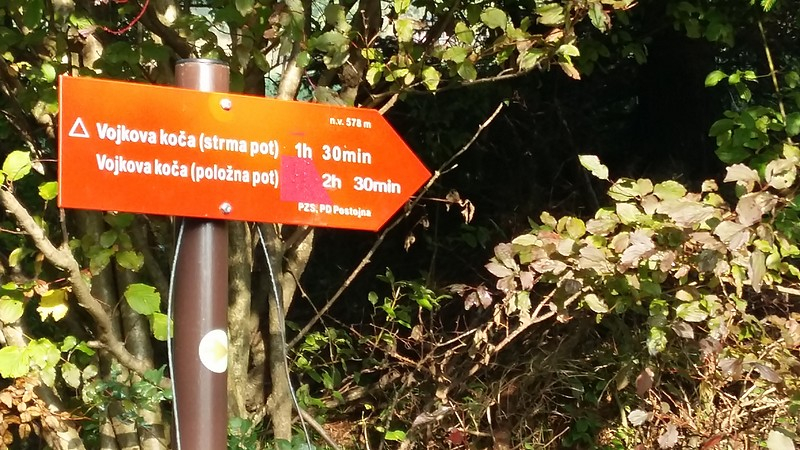 n.v. 578 m
Vojkova koča (strma pot) 1h 30min
Vojkova koča (položna pot) 2h 30min
PZS, PD Postojna